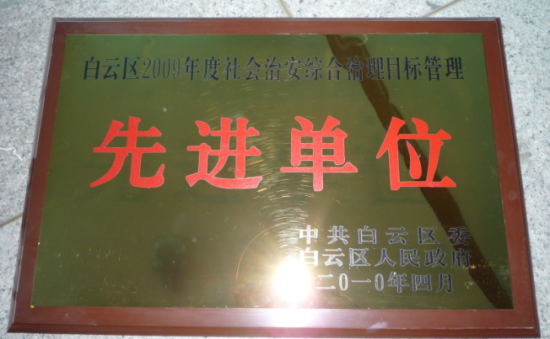 白云区2009年度社会治安综合治理目标管理
先进单位
中共白云区委
白云区人民政府
二〇一〇年四月